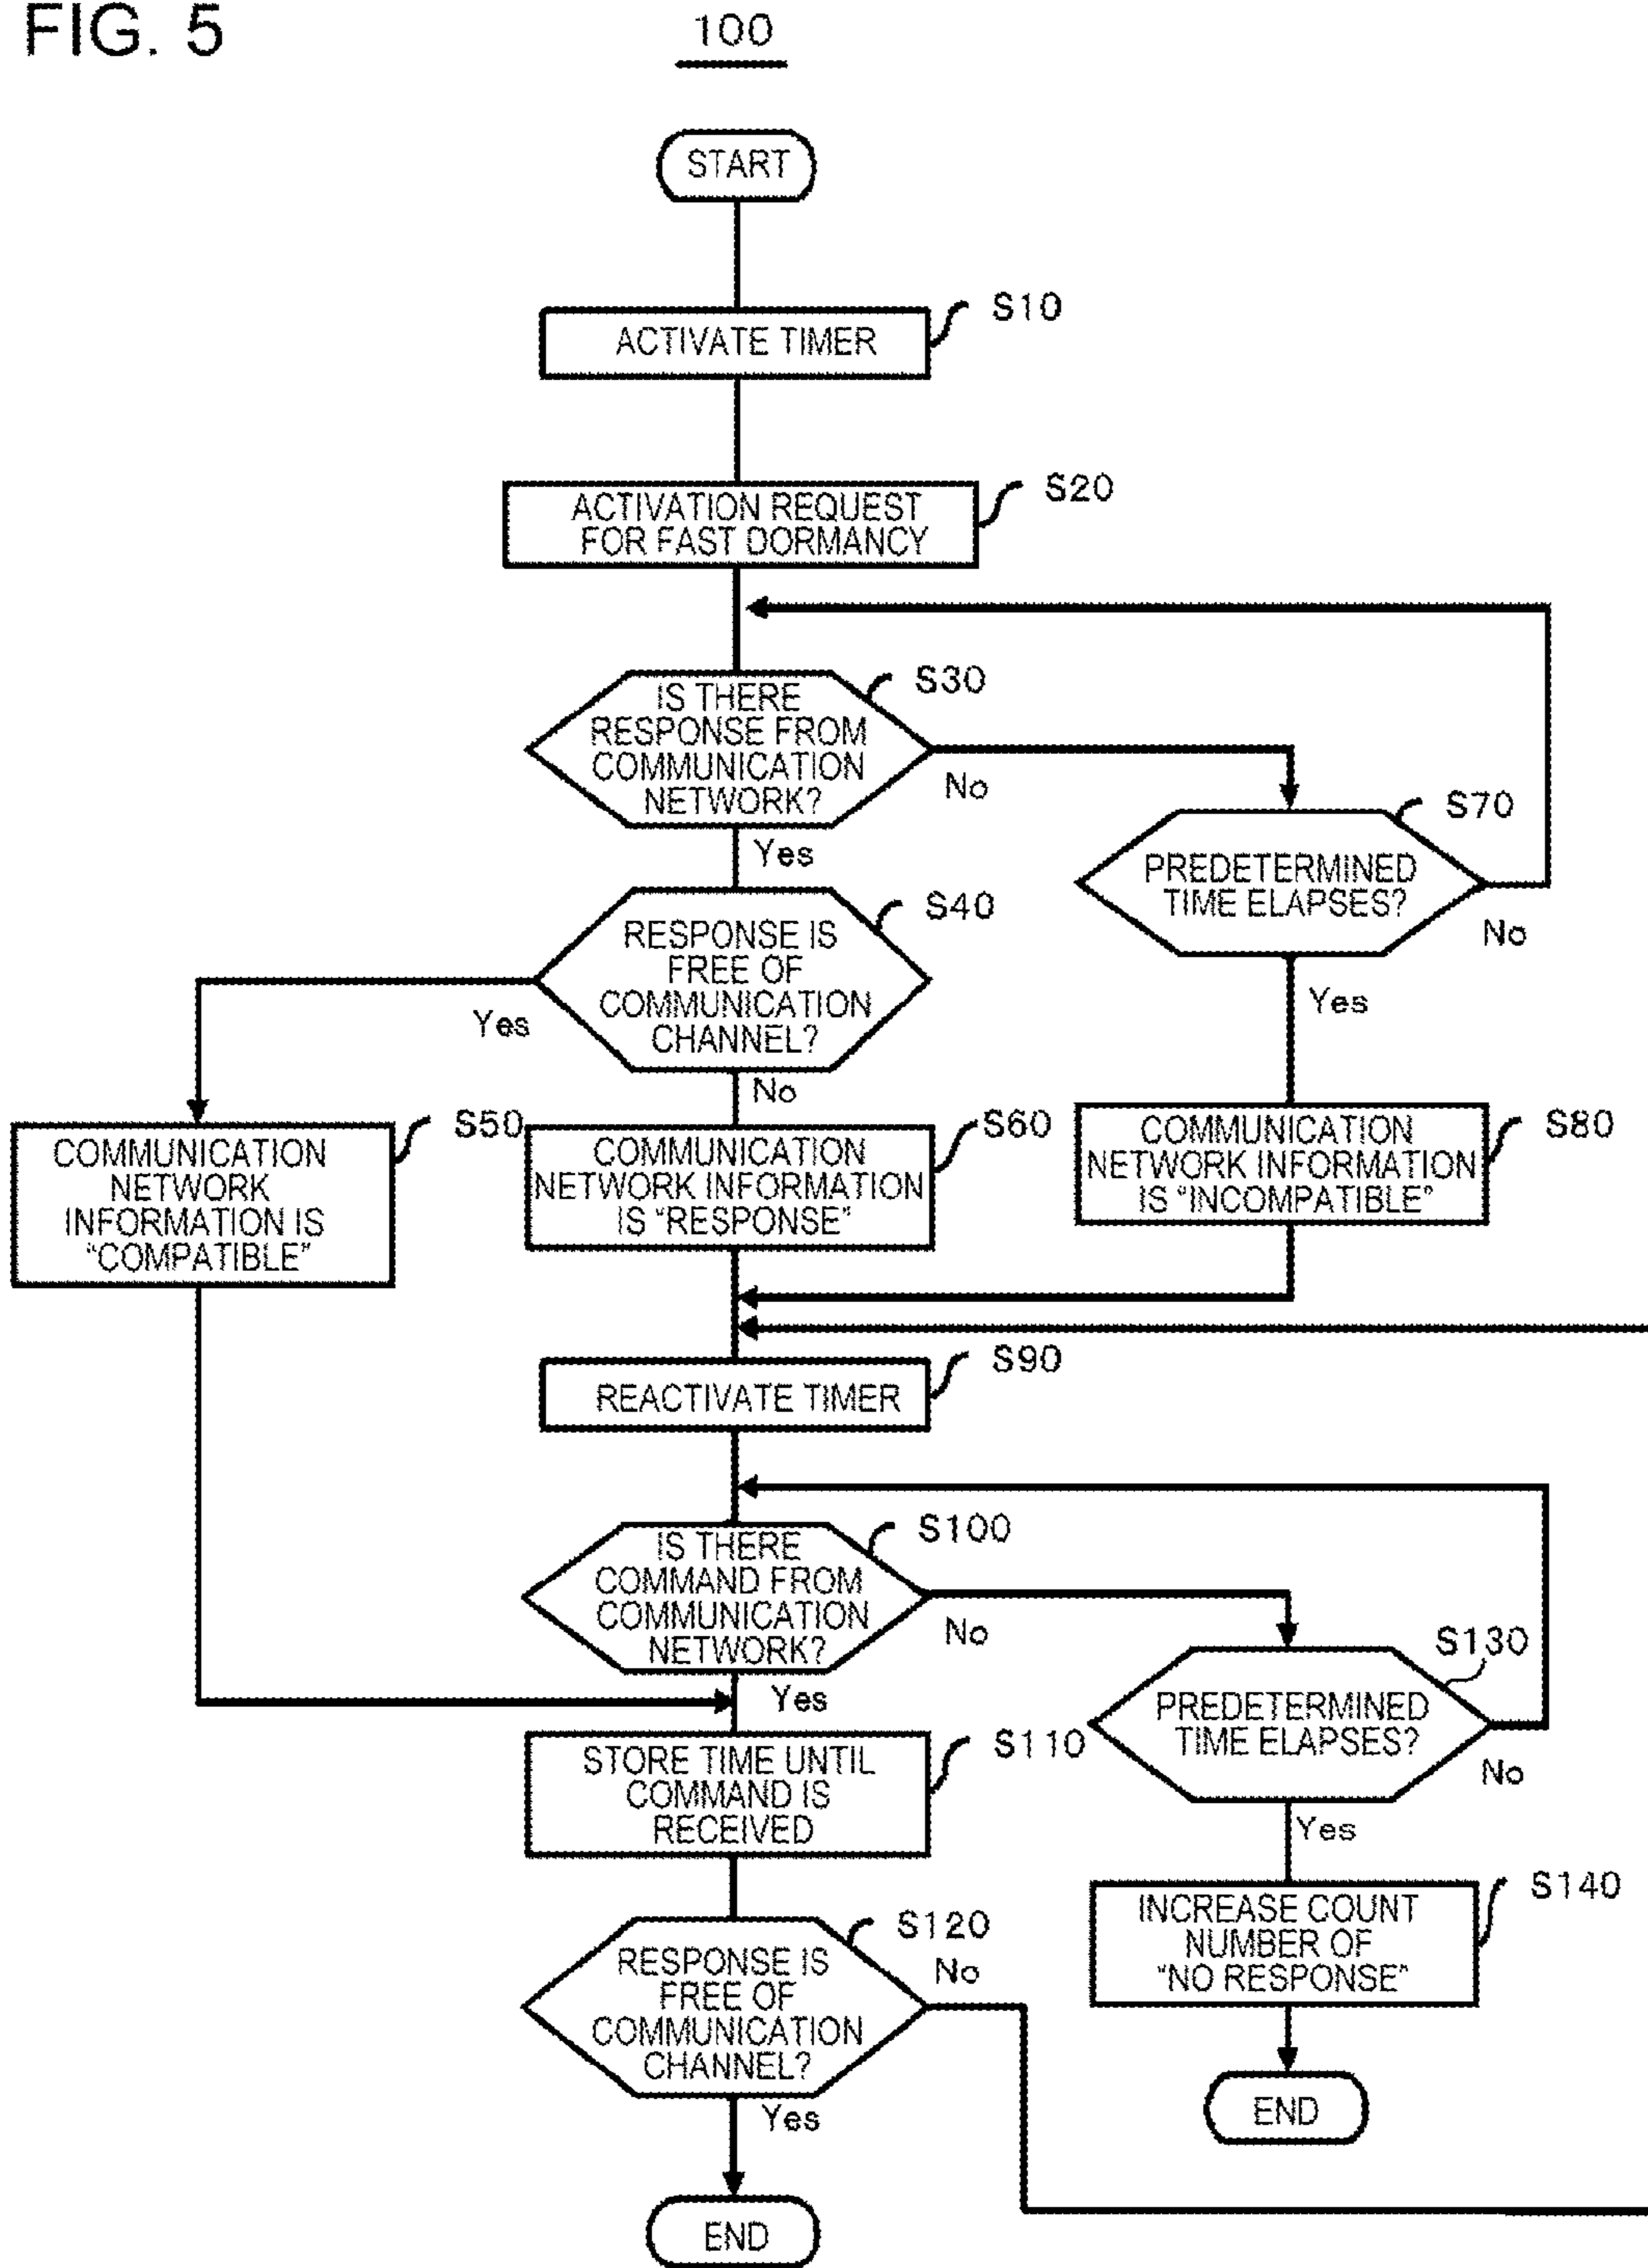 FIG. 5
100
START
ACTIVATE TIMER
S10
ACTIVATION REQUEST
FOR FAST DORMANCY
S20
IS THERE
RESPONSE FROM
COMMUNICATION
NETWORK?
S30
No
Yes
PREDETERMINED
TIME ELAPSES?
S70
No
Yes
RESPONSE IS
FREE OF
COMMUNICATION
CHANNEL?
S40
Yes
No
COMMUNICATION
NETWORK
INFORMATION IS
“COMPATIBLE”
S50
COMMUNICATION
NETWORK INFORMATION
IS “RESPONSE”
S60
COMMUNICATION
NETWORK INFORMATION
IS “INCOMPATIBLE”
S80
REACTIVATE TIMER
S90
IS THERE
COMMAND FROM
COMMUNICATION
NETWORK?
S100
No
Yes
PREDETERMINED
TIME ELAPSES?
S130
No
Yes
STORE TIME UNTIL
COMMAND IS
RECEIVED
S110
INCREASE COUNT
NUMBER OF
“NO RESPONSE”
S140
RESPONSE IS
FREE OF
COMMUNICATION
CHANNEL?
S120
No
Yes
END
END